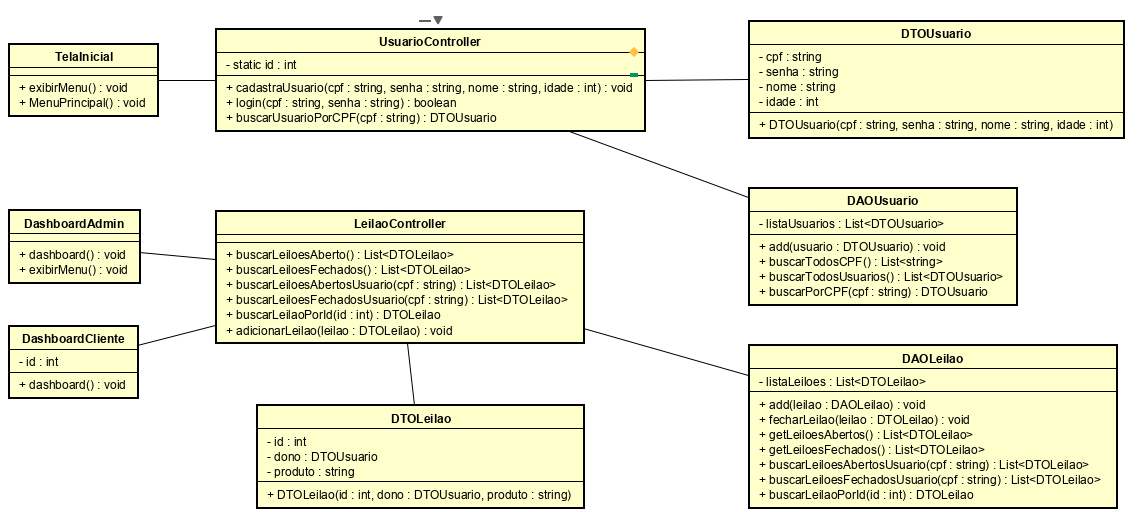 TelaInicial
+ exibirMenu() : void
+ MenuPrincipal() : void
UsuarioController
- static id : int
+ cadastraUsuario(cpf : string, senha : string, nome : string, idade : int) : void
+ login(cpf : string, senha : string) : boolean
+ buscarUsuarioPorCPF(cpf : string) : DTOUsuario
DTOUsuario
- cpf : string
- senha : string
- nome : string
- idade : int
+ DTOUsuario(cpf : string, senha : string, nome : string, idade : int)
DAOUsuario
- listaUsuarios : List<DTOUsuario>
+ add(usuario : DTOUsuario) : void
+ buscarTodosCPF() : List<string>
+ buscarTodosUsuarios() : List<DTOUsuario>
+ buscarPorCPF(cpf : string) : DTOUsuario
DashboardAdmin
+ dashboard() : void
+ exibirMenu() : void
LeilaoController
+ buscarLeiloesAberto() : List<DTOLeilao>
+ buscarLeiloesFechados() : List<DTOLeilao>
+ buscarLeiloesAbertosUsuario(cpf : string) : List<DTOLeilao>
+ buscarLeiloesFechadosUsuario(cpf : string) : List<DTOLeilao>
+ buscarLeilaoPorId(id : int) : DTOLeilao
+ adicionarLeilao(leilao : DTOLeilao) : void
DashboardCliente
- id : int
+ dashboard() : void
DAOLeilao
- listaLeiloes : List<DTOLeilao>
+ add(leilao : DAOLeilao) : void
+ fecharLeilao(leilao : DTOLeilao) : void
+ getLeiloesAbertos() : List<DTOLeilao>
+ getLeiloesFechados() : List<DTOLeilao>
+ buscarLeiloesAbertosUsuario(cpf : string) : List<DTOLeilao>
+ buscarLeiloesFechadosUsuario(cpf : string) : List<DTOLeilao>
+ buscarLeilaoPorId(id : int) : DTOLeilao
DTOLeilao
- id : int
- dono : DTOUsuario
- produto : string
+ DTOLeilao(id : int, dono : DTOUsuario, produto : string)